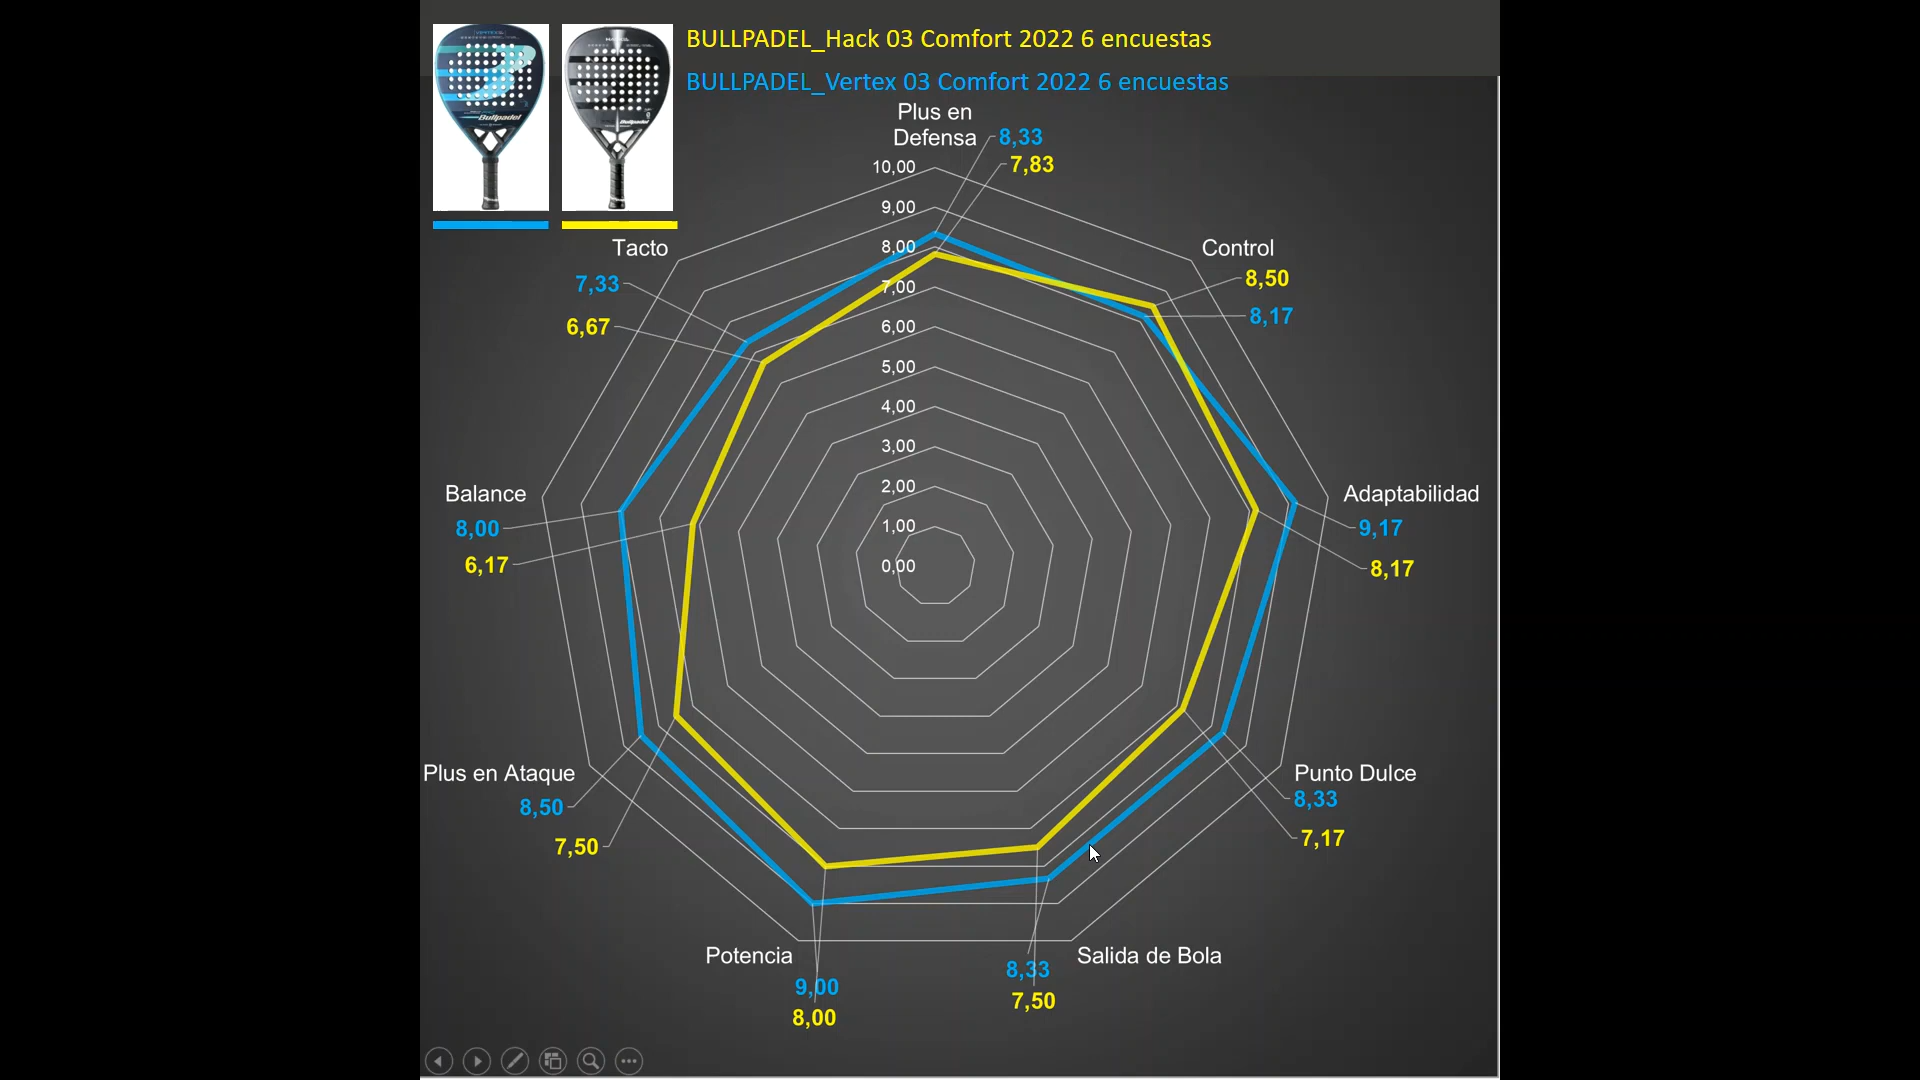 BULLPADEL_Hack 03 Comfort 2022 6 encuestas
BULLPADEL_Vertex 03 Comfort 2022 6 encuestas
Bullpadel
Bullpadel
Plus en
Defensa
8,33
7,83
10,00
9,00
8,00
7,00
6,00
5,00
4,00
3,00
2,00
1,00
0,00
Tacto
7,33
6,67
Control
8,50
8,17
Balance
8,00
6,17
Adaptabilidad
9,17
8,17
Plus en Ataque
8,50
7,50
Punto Dulce
8,33
7,17
Potencia
9,00
8,00
Salida de Bola
8,33
7,50